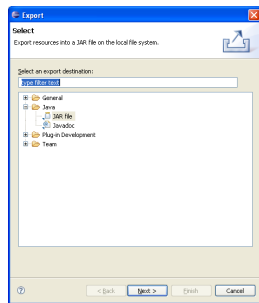 Export
Select
Export resources into a JAR file on the local file system.
Select an export destination:
type filter text
General
Java
JAR file
Javadoc
Plug-in Development
Team
< Back
Next >
Finish
Cancel